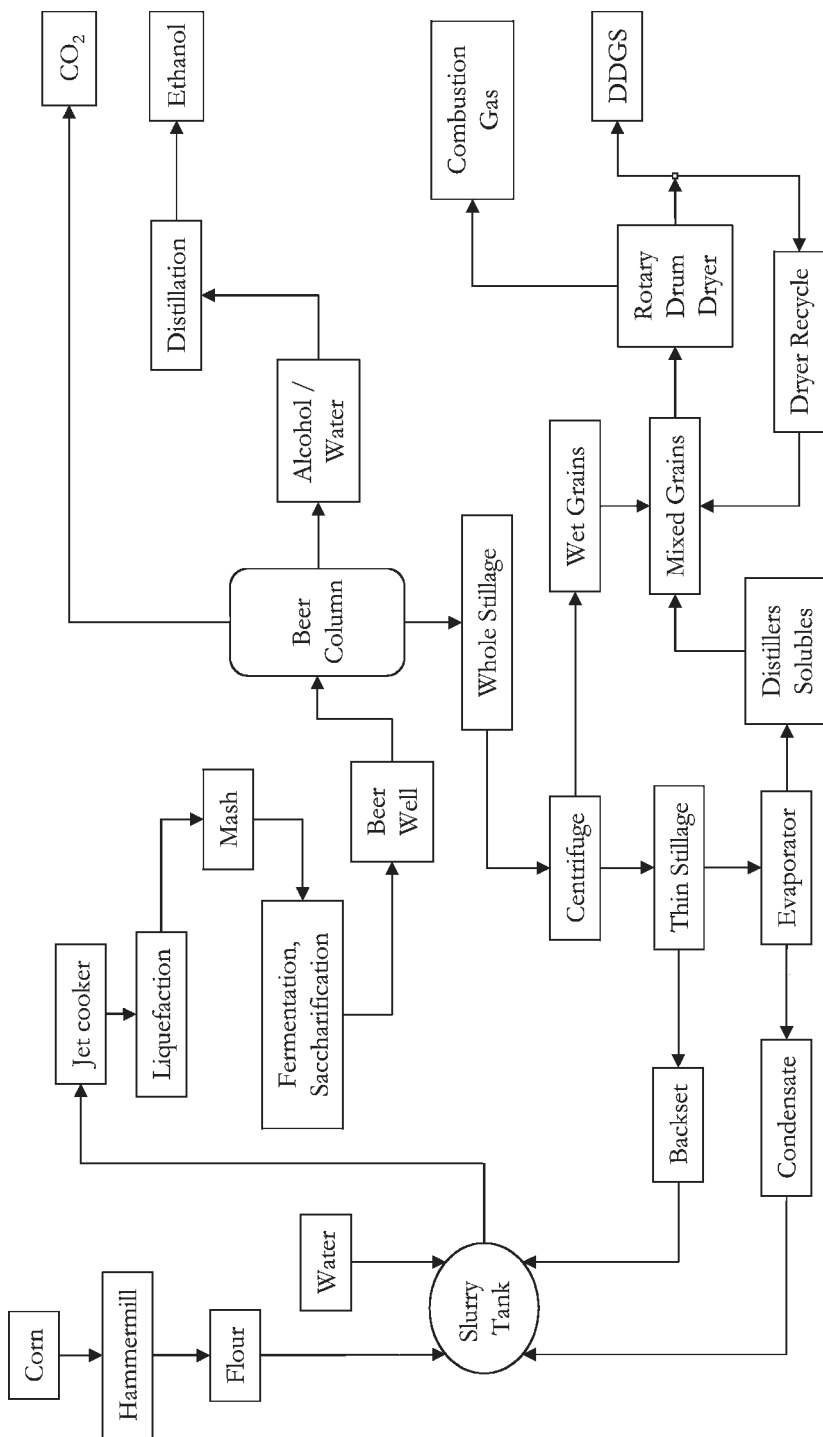 Corn
Hammermill
Flour
Water
Slurry
Tank
Jet cooker
Liquefaction
Mash
Fermentation,
Saccharification
Beer
Well
Beer
Column
CO₂
Alcohol /
Water
Distillation
Ethanol
Whole Stillage
Centrifuge
Wet Grains
Thin Stillage
Backset
Evaporator
Condensate
Distillers
Solubles
Mixed Grains
Rotary
Drum
Dryer
Combustion
Gas
DDGS
Dryer Recycle